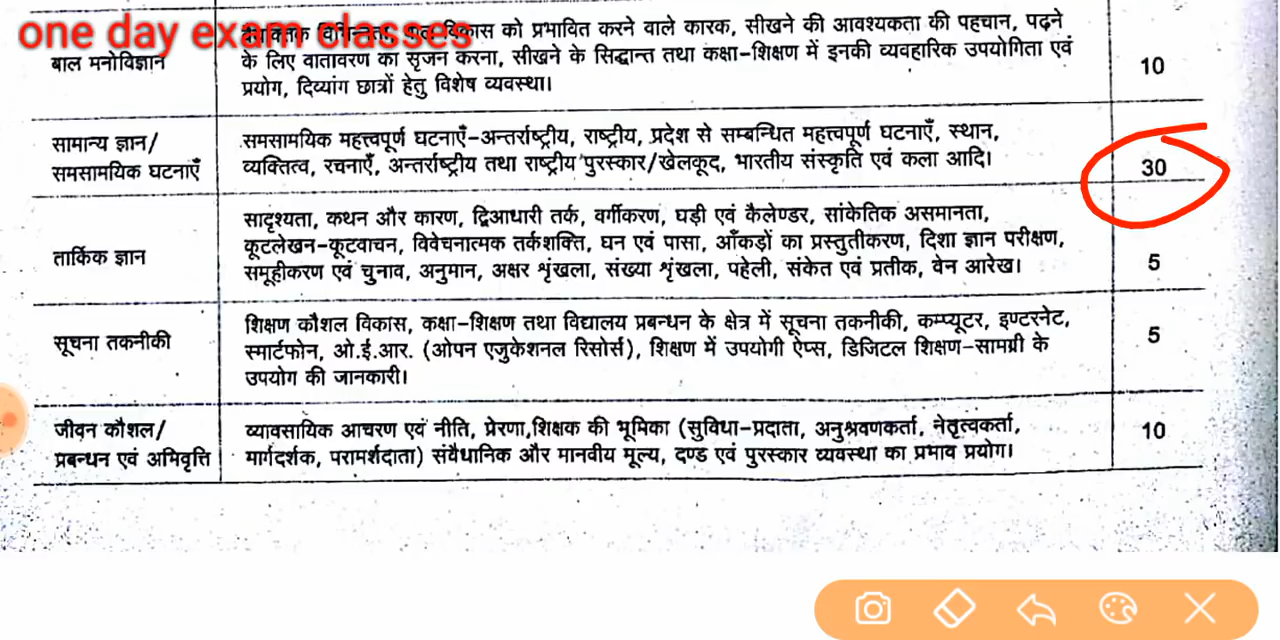 one day exam classes
विकास को प्रभावित करने वाले कारक, सीखने की आवश्यकता की पहचान, पढ़ने
बाल मनोविज्ञान के लिए वातावरण का सृजन करना, सीखने के सिद्धान्त तथा कक्षा-शिक्षण में इनकी व्यवहारिक उपयोगिता एवं 10
प्रयोग, दिव्यांग छात्रों हेतु विशेष व्यवस्था।
सामान्य ज्ञान/ समसामयिक महत्त्वपूर्ण घटनाएँ-अन्तर्राष्ट्रीय, राष्ट्रीय, प्रदेश से सम्बन्धित महत्त्वपूर्ण घटनाएँ, स्थान,
समसामयिक घटनाएँ व्यक्तित्व, रचनाएँ, अन्तर्राष्ट्रीय तथा राष्ट्रीय पुरस्कार/खेलकूद, भारतीय संस्कृति एवं कला आदि। 30
सादृश्यता, कथन और कारण, द्विआधारी तर्क, वर्गीकरण, घड़ी एवं कैलेण्डर, सांकेतिक असमानता,
तार्किक ज्ञान कूटलेखन-कूटवाचन, विवेचनात्मक तर्कशक्ति, घन एवं पासा, आँकड़ों का प्रस्तुतीकरण, दिशा ज्ञान परीक्षण,
समूहीकरण एवं चुनाव, अनुमान, अक्षर शृंखला, संख्या शृंखला, पहेली, संकेत एवं प्रतीक, वेन आरेख। 5
शिक्षण कौशल विकास, कक्षा-शिक्षण तथा विद्यालय प्रबन्धन के क्षेत्र में सूचना तकनीकी, कम्प्यूटर, इण्टरनेट,
सूचना तकनीकी स्मार्टफोन, ओ.ई.आर. (ओपन एजुकेशनल रिसोर्स), शिक्षण में उपयोगी ऐप्स, डिजिटल शिक्षण-सामग्री के 5
उपयोग की जानकारी।
जीवन कौशल/ व्यावसायिक आचरण एवं नीति, प्रेरणा,शिक्षक की भूमिका (सुविधा-प्रदाता, अनुश्रवणकर्ता, नेतृत्वकर्ता, 10
प्रबन्धन एवं अभिवृत्ति मार्गदर्शक, परामर्शदाता) संवैधानिक और मानवीय मूल्य, दण्ड एवं पुरस्कार व्यवस्था का प्रभाव प्रयोग।